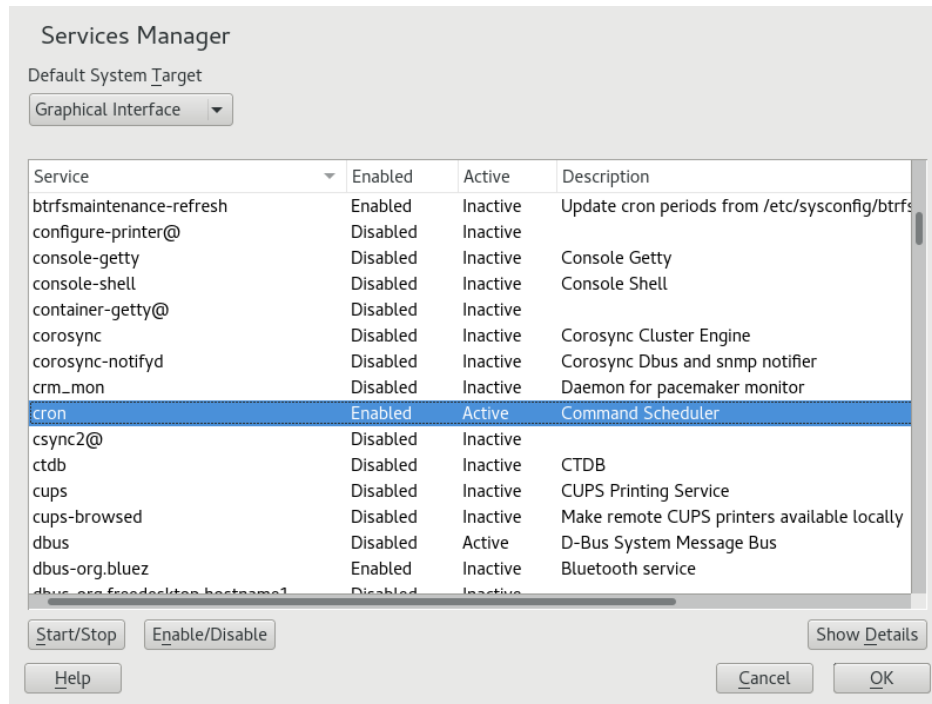 Services Manager
Default System Target
Graphical Interface
Service Enabled Active Description
btrfsmaintenance-refresh Enabled Inactive Update cron periods from /etc/sysconfig/btrfs
configure-printer@ Disabled Inactive
console-getty Disabled Inactive Console Getty
console-shell Disabled Inactive Console Shell
container-getty@ Disabled Inactive
corosync Disabled Inactive Corosync Cluster Engine
corosync-notifyd Disabled Inactive Corosync Dbus and snmp notifier
crm_mon Disabled Inactive Daemon for pacemaker monitor
cron Enabled Active Command Scheduler
csync2@ Disabled Inactive
ctdb Disabled Inactive CTDB
cups Disabled Inactive CUPS Printing Service
cups-browsed Disabled Inactive Make remote CUPS printers available locally
dbus Disabled Active D-Bus System Message Bus
dbus-org.bluez Enabled Inactive Bluetooth service
dbus-org.freedesktop.hostname1 Disabled Inactive
Start/Stop Enable/Disable Show Details
Help Cancel OK